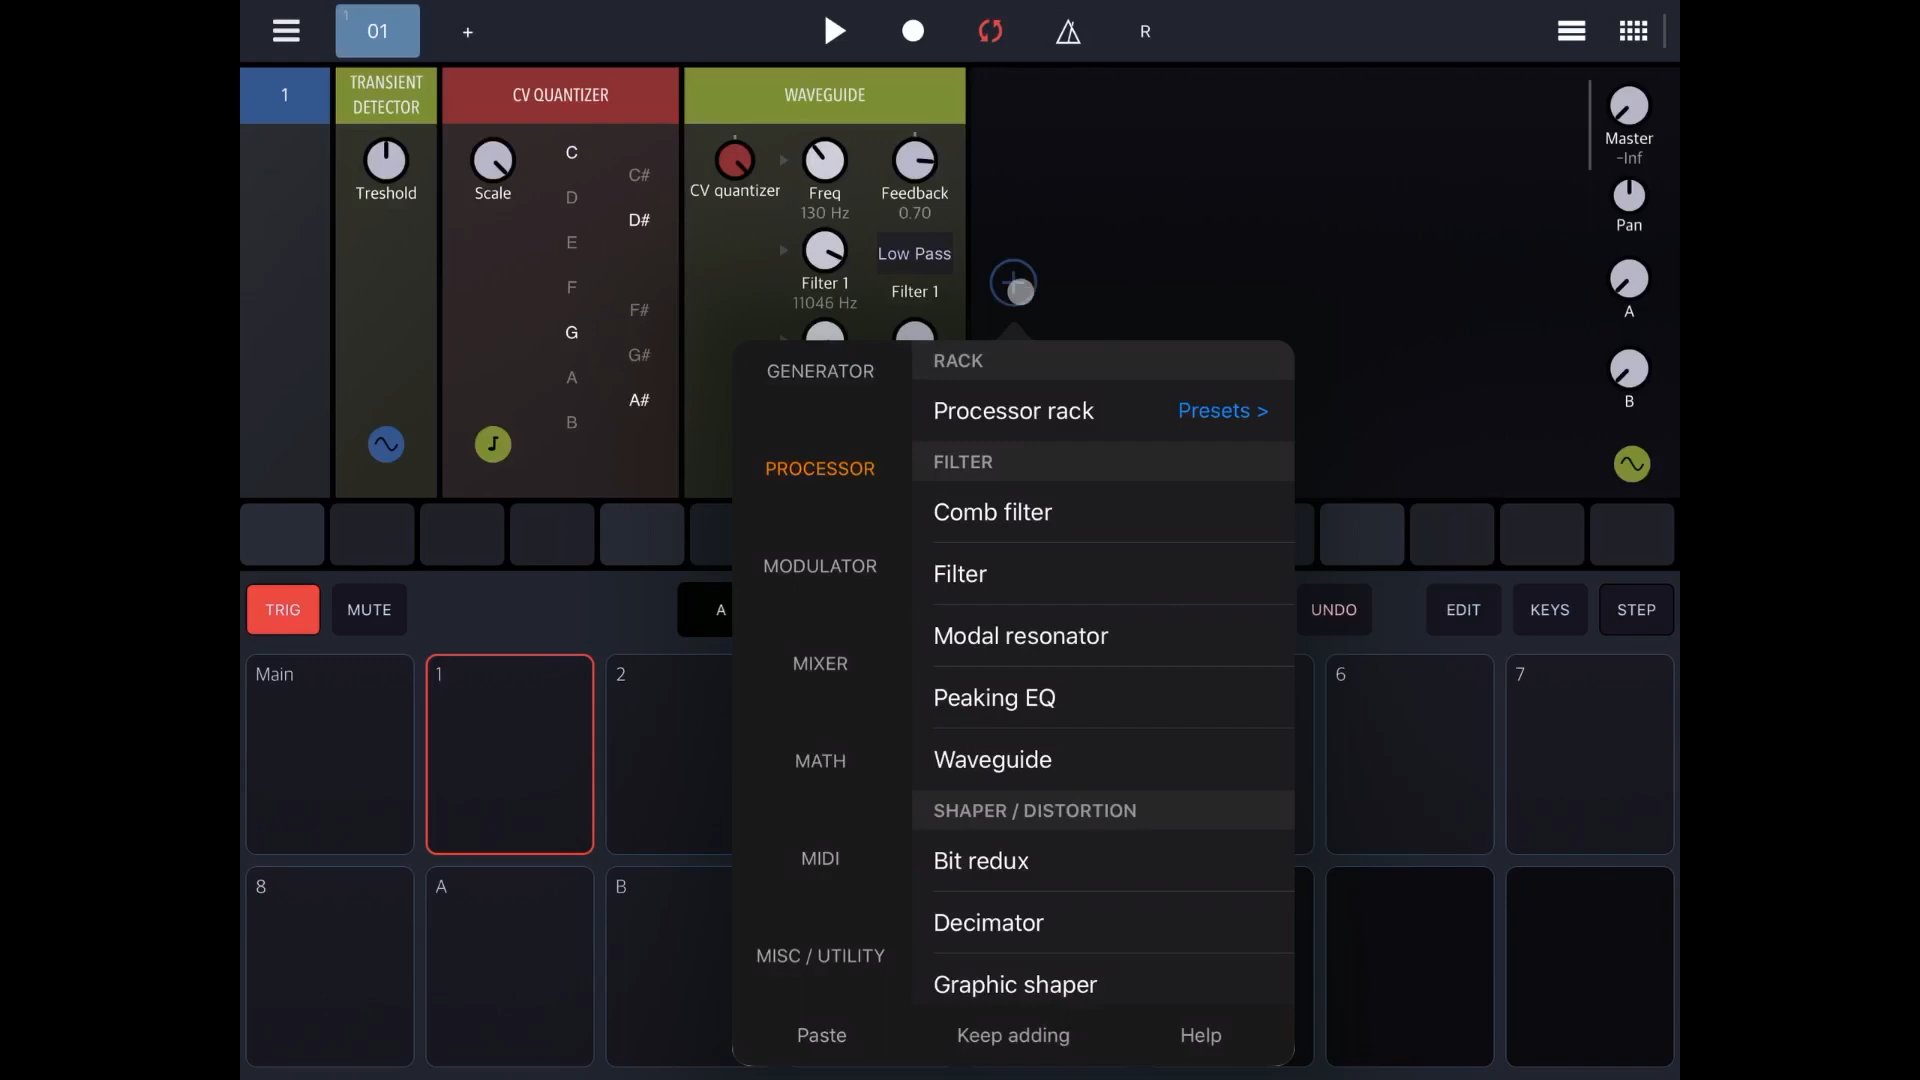 1
01
+
R
1
TRANSIENT
DETECTOR
CV QUANTIZER
WAVEGUIDE
Treshold
Scale
C
C#
D
D#
E
F
F#
G
G#
A
A#
B
CV quantizer
Freq
130 Hz
Feedback
0.70
Filter 1
11046 Hz
Low Pass
Filter 1
Master
-Inf
Pan
A
B
GENERATOR
PROCESSOR
MODULATOR
MIXER
MATH
MIDI
MISC / UTILITY
RACK
Processor rack
Presets >
FILTER
Comb filter
Filter
Modal resonator
Peaking EQ
Waveguide
SHAPER / DISTORTION
Bit redux
Decimator
Graphic shaper
Paste
Keep adding
Help
TRIG
MUTE
A
UNDO
EDIT
KEYS
STEP
Main
1
2
6
7
8
A
B